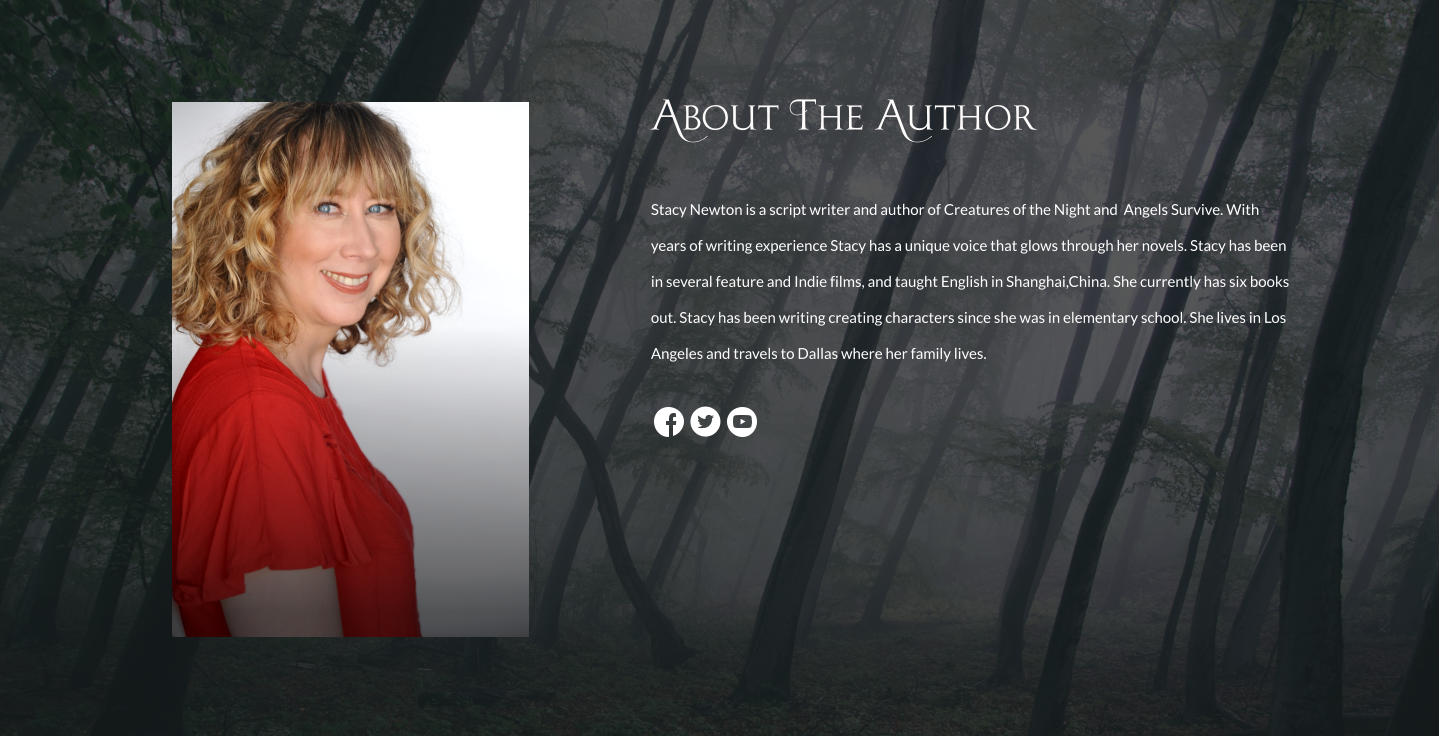 About The Author
Stacy Newton is a script writer and author of Creatures of the Night and  Angels Survive. With
years of writing experience Stacy has a unique voice that glows through her novels. Stacy has been
in several feature and Indie films, and taught English in Shanghai,China. She currently has six books
out. Stacy has been writing creating characters since she was in elementary school. She lives in Los
Angeles and travels to Dallas where her family lives.